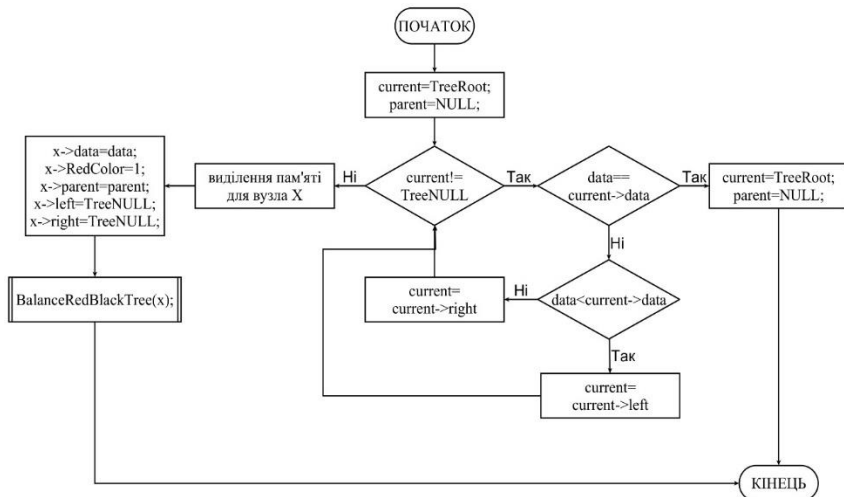 ПОЧАТОК
current=TreeRoot;
parent=NULL;
current!=
TreeNULL
Ні
виділення пам'яті
для вузла X
x->data=data;
x->RedColor=1;
x->parent=parent;
x->left=TreeNULL;
x->right=TreeNULL;
BalanceRedBlackTree(x);
Так
data==
current->data
Так
current=TreeRoot;
parent=NULL;
Ні
data<current->data
Ні
current=
current->right
Так
current=
current->left
КІНЕЦЬ